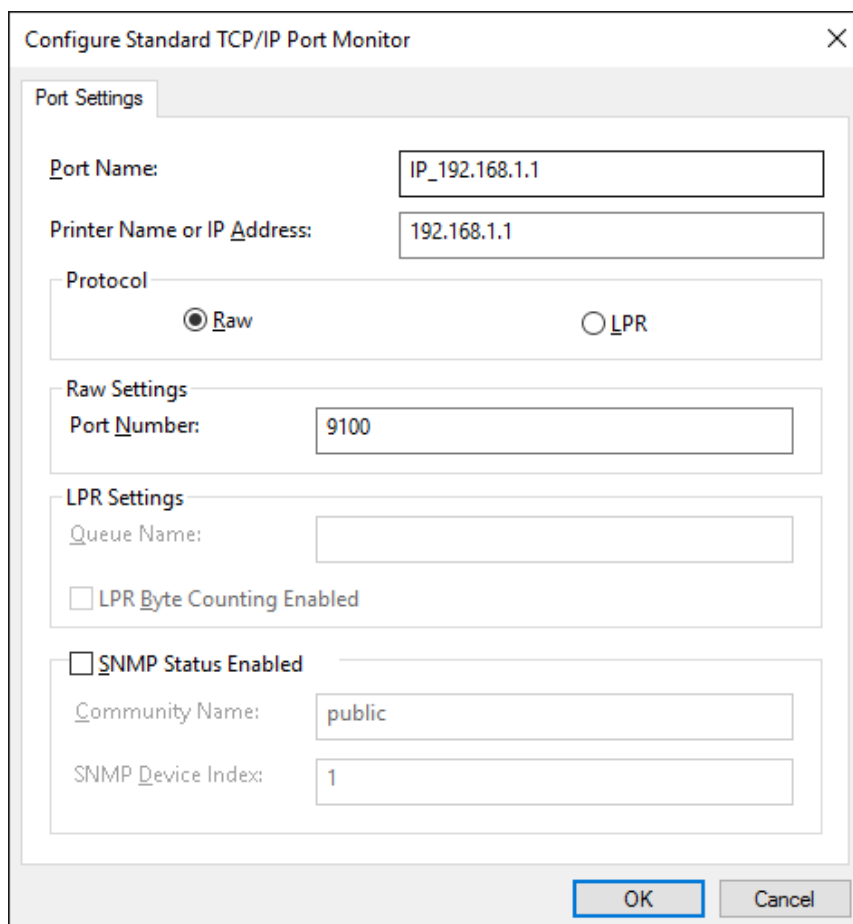 Configure Standard TCP/IP Port Monitor
Port Settings
Port Name: IP_192.168.1.1
Printer Name or IP Address: 192.168.1.1
Protocol
Raw LPR
Raw Settings
Port Number: 9100
LPR Settings
Queue Name:
LPR Byte Counting Enabled
SNMP Status Enabled
Community Name: public
SNMP Device Index: 1
OK Cancel